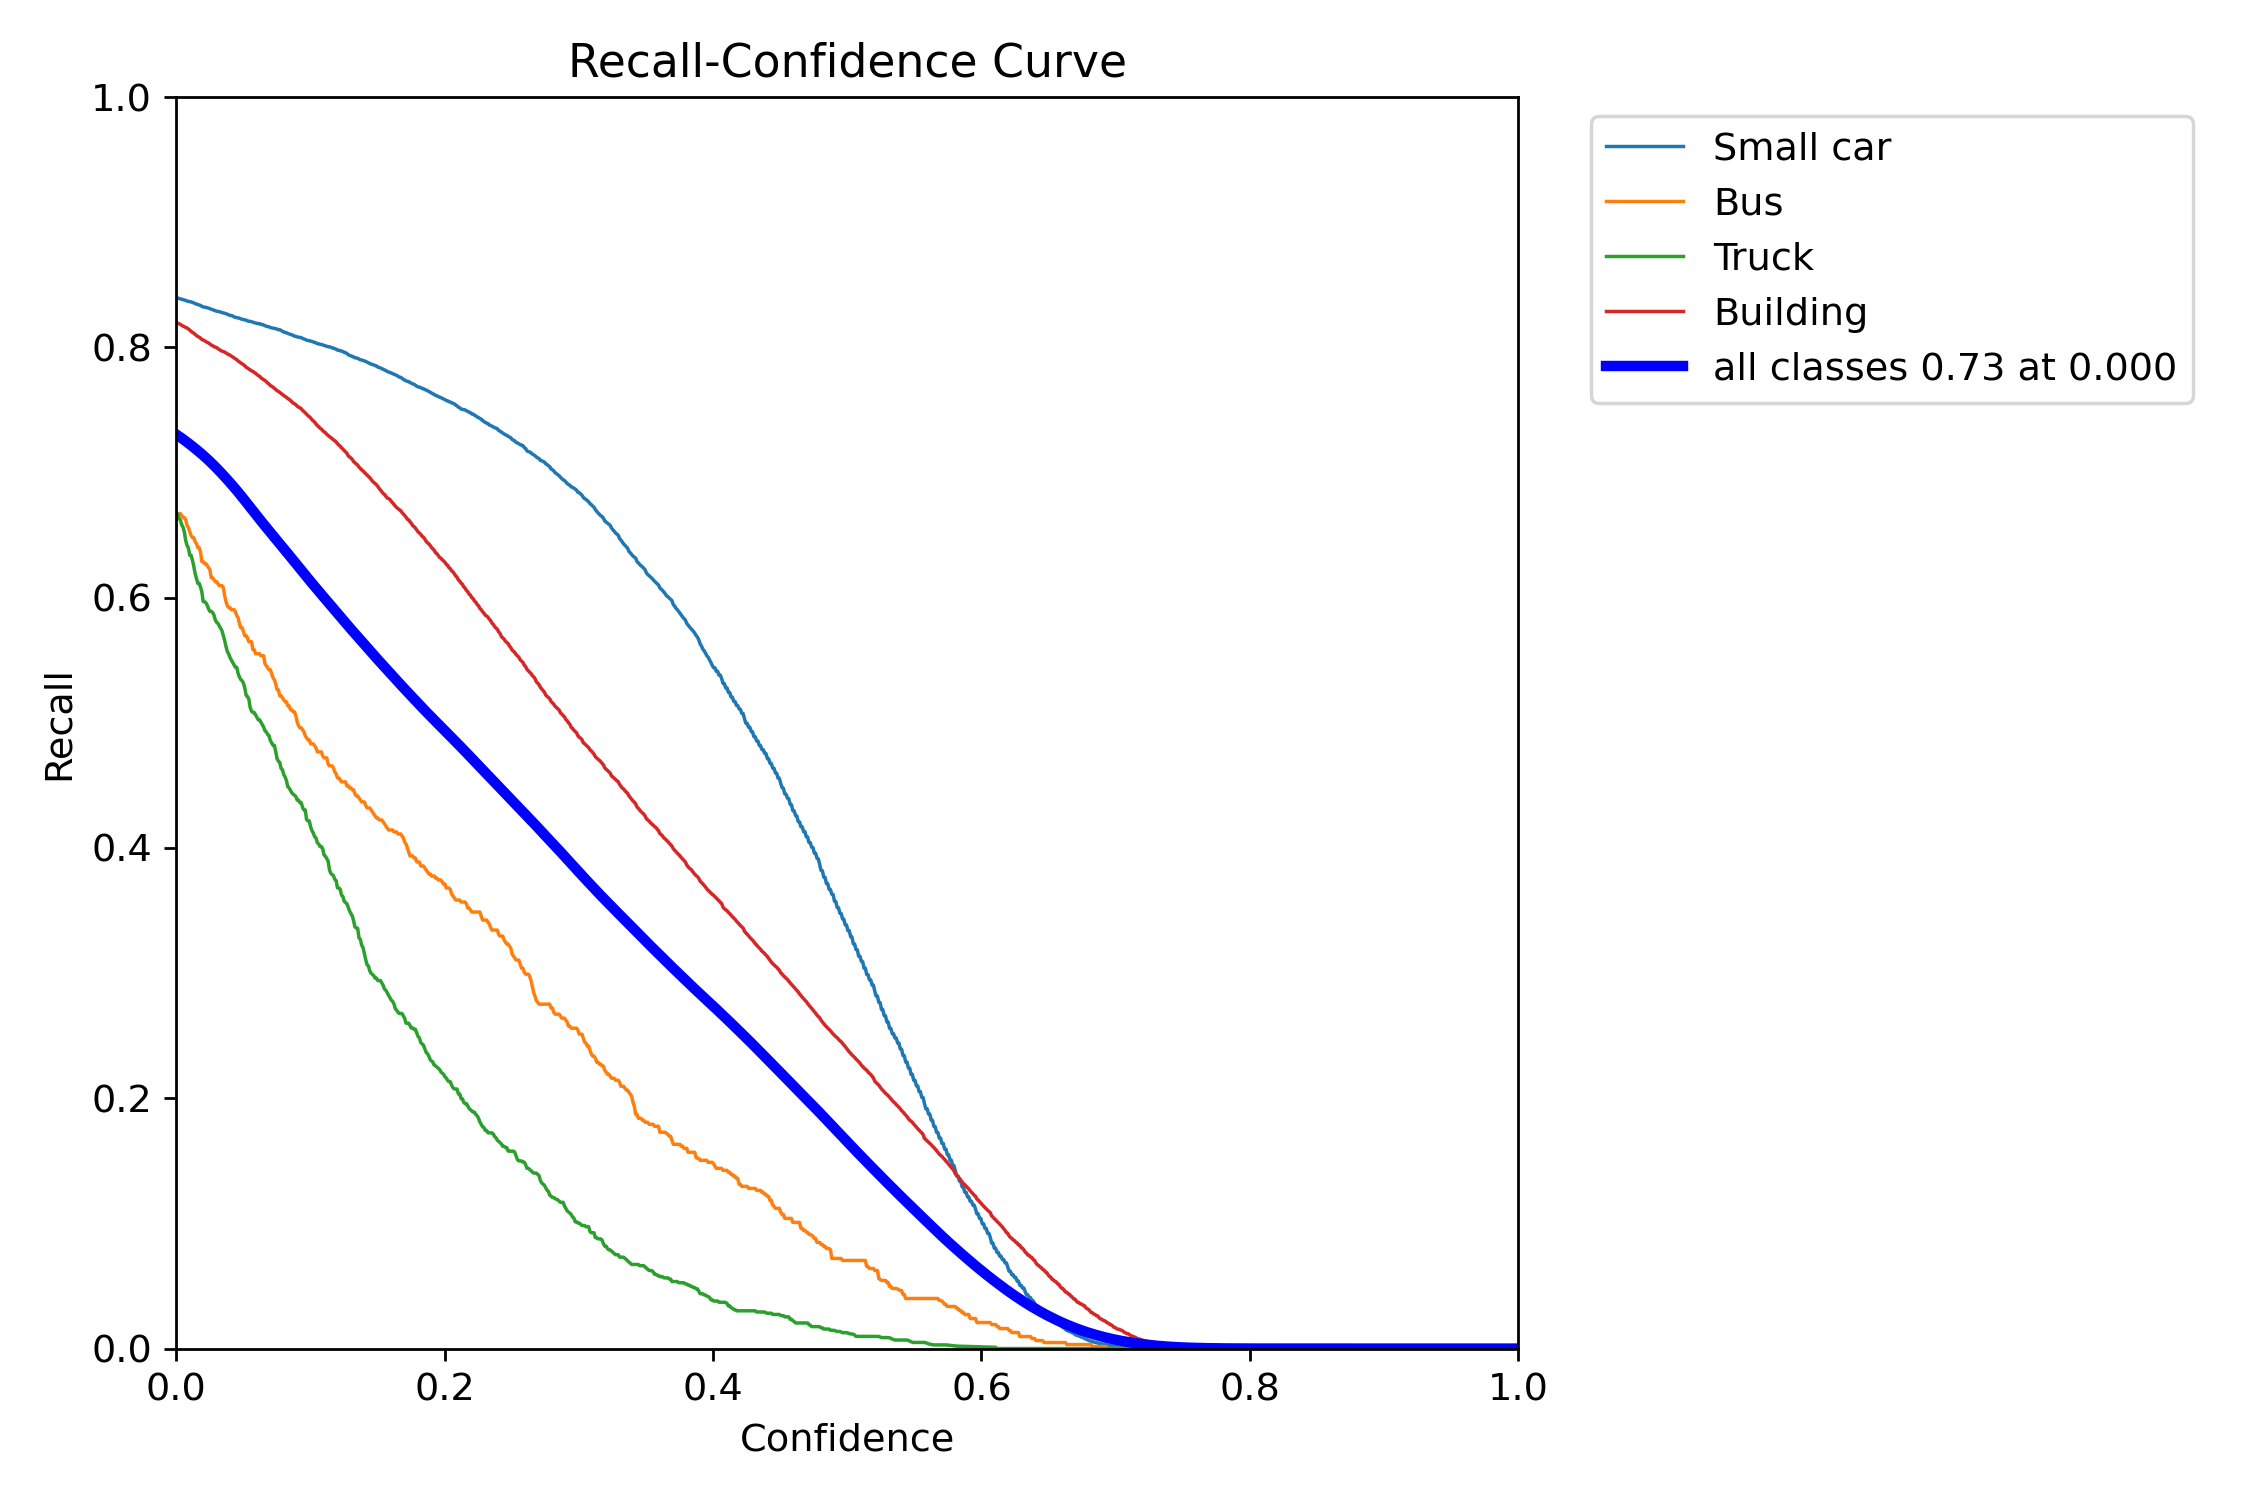 Recall-Confidence Curve
1.0
0.8
0.6
0.4
0.2
0.0
Recall
0.0 0.2 0.4 0.6 0.8 1.0
Confidence
Small car
Bus
Truck
Building
all classes 0.73 at 0.000